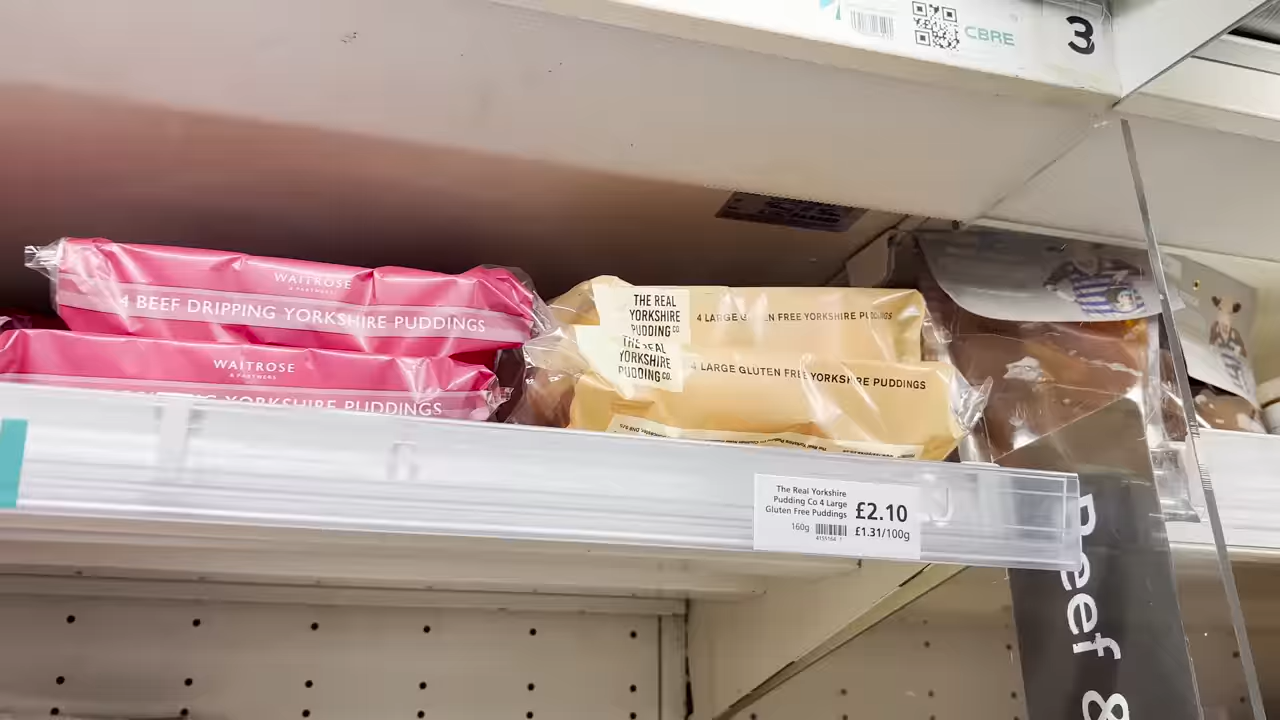 CBRE
3
WAITROSE
& PARTNERS
4 BEEF DRIPPING YORKSHIRE PUDDINGS
WAITROSE
& PARTNERS
YORKSHIRE PUDDINGS
THE REAL
YORKSHIRE
PUDDING CO
4 LARGE GLUTEN FREE YORKSHIRE PUDDINGS
YORKSHIRE
PUDDING CO.
4 LARGE GLUTEN FREE YORKSHIRE PUDDINGS
The Real Yorkshire
Pudding Co 4 Large
Gluten Free Puddings
160g
£2.10
£1.31/100g
Beef &